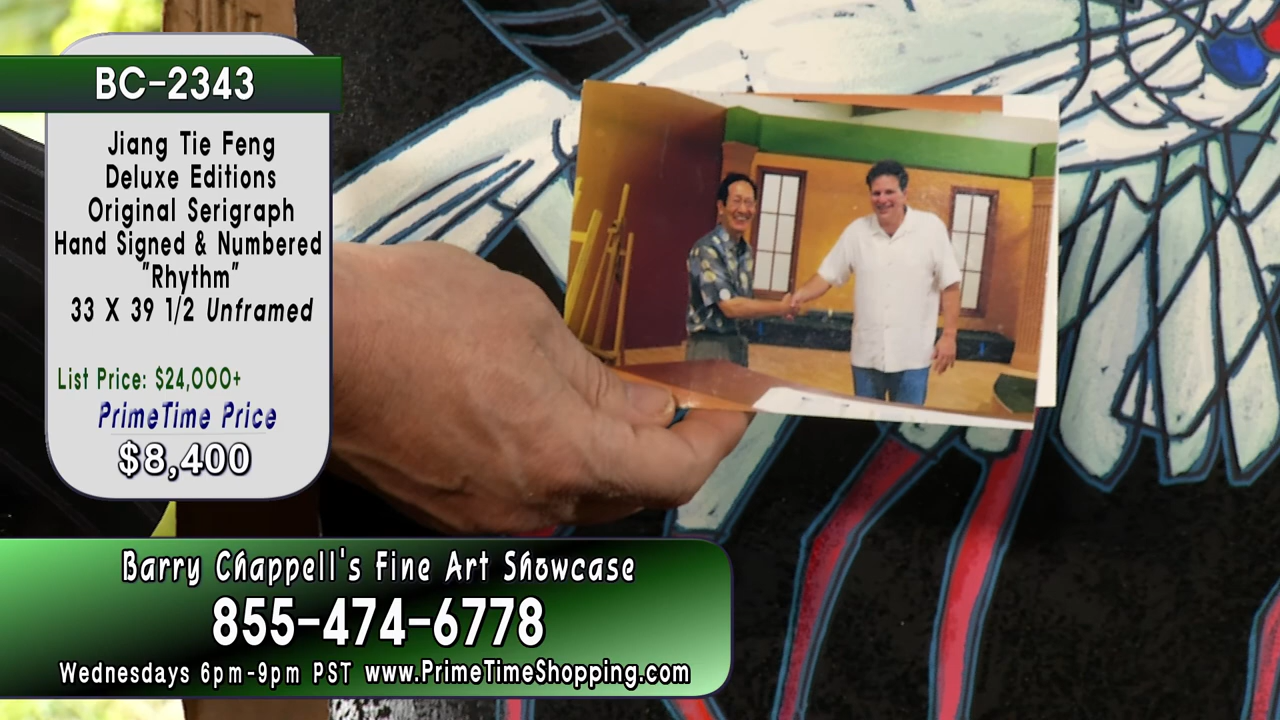 BC-2343
Jiang Tie Feng
Deluxe Editions
Original Serigraph
Hand Signed & Numbered
"Rhythm"
33 X 39 1/2 Unframed
List Price: $24,000+
PrimeTime Price
$8,400
Barry Chappell's Fine Art Showcase
855-474-6778
Wednesdays 6pm-9pm PST www.PrimeTimeShopping.com